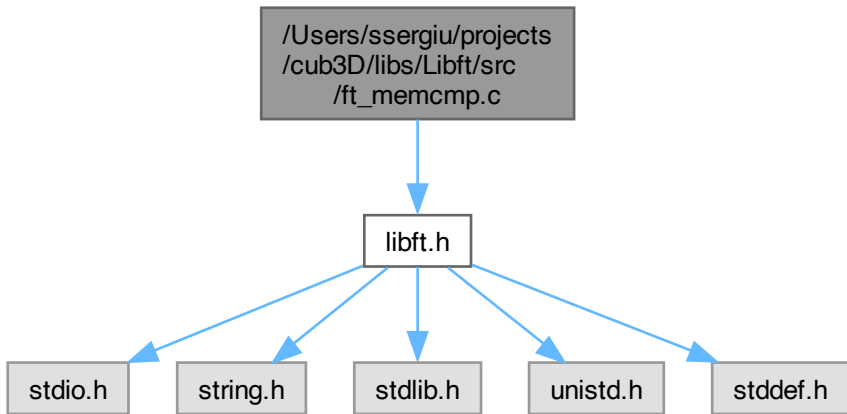 /Users/ssergiu/projects
/cub3D/libs/Libft/src
/ft_memcmp.c
libft.h
stdio.h
string.h
stdlib.h
unistd.h
stddef.h